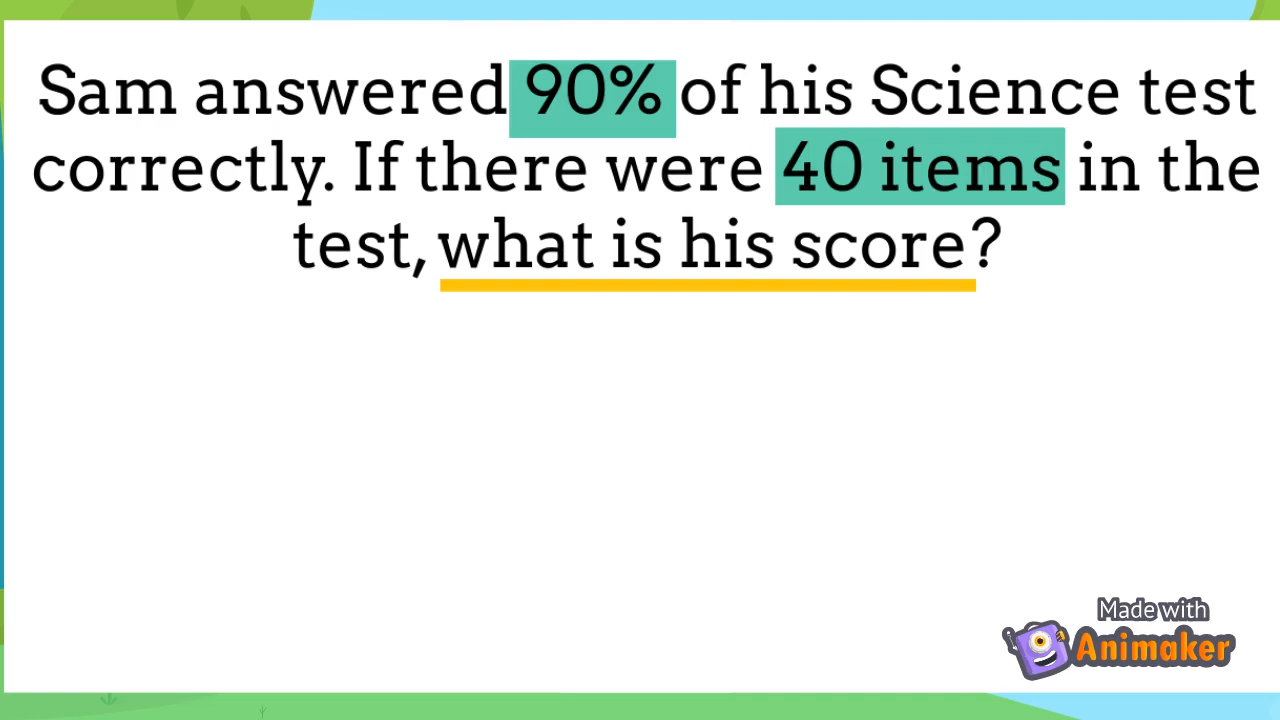 Sam answered 90% of his Science test
correctly. If there were 40 items in the
test, what is his score?
Made with
Animaker